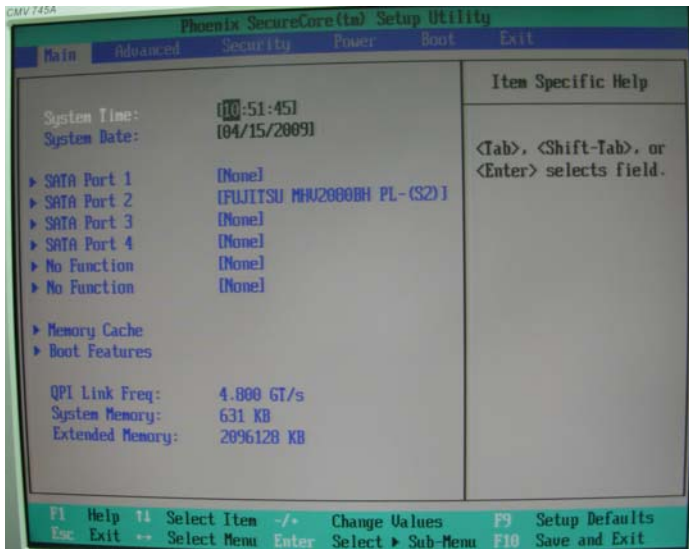 CMV 745A
Phoenix SecureCore(tm) Setup Utility
Main Advanced Security Power Boot Exit
Item Specific Help
System Time: [10:51:45]
System Date: [04/15/2009]
<Tab>, <Shift-Tab>, or
<Enter> selects field.
▶ SATA Port 1 [None]
▶ SATA Port 2 [FUJITSU MHV2080BH PL-(S2)]
▶ SATA Port 3 [None]
▶ SATA Port 4 [None]
▶ No Function [None]
▶ No Function [None]
▶ Memory Cache
▶ Boot Features
QPI Link Freq: 4.800 GT/s
System Memory: 631 KB
Extended Memory: 2096128 KB
F1 Help ↑↓ Select Item -/+ Change Values F9 Setup Defaults
Esc Exit ↔ Select Menu Enter Select ▶ Sub-Menu F10 Save and Exit